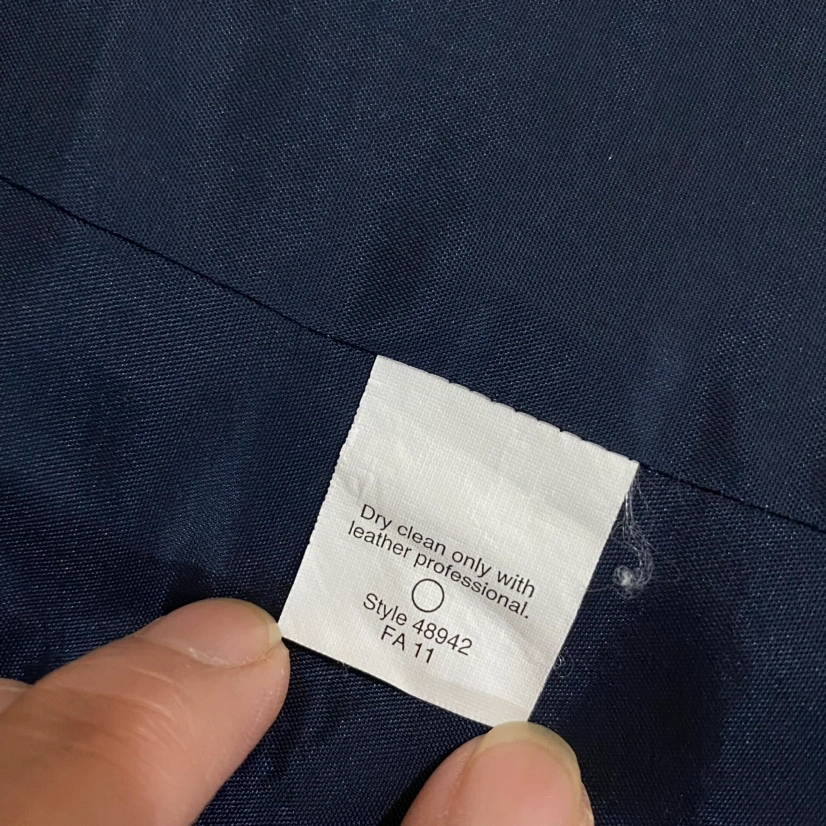 Dry clean only with
leather professional.
Style 48942
FA 11